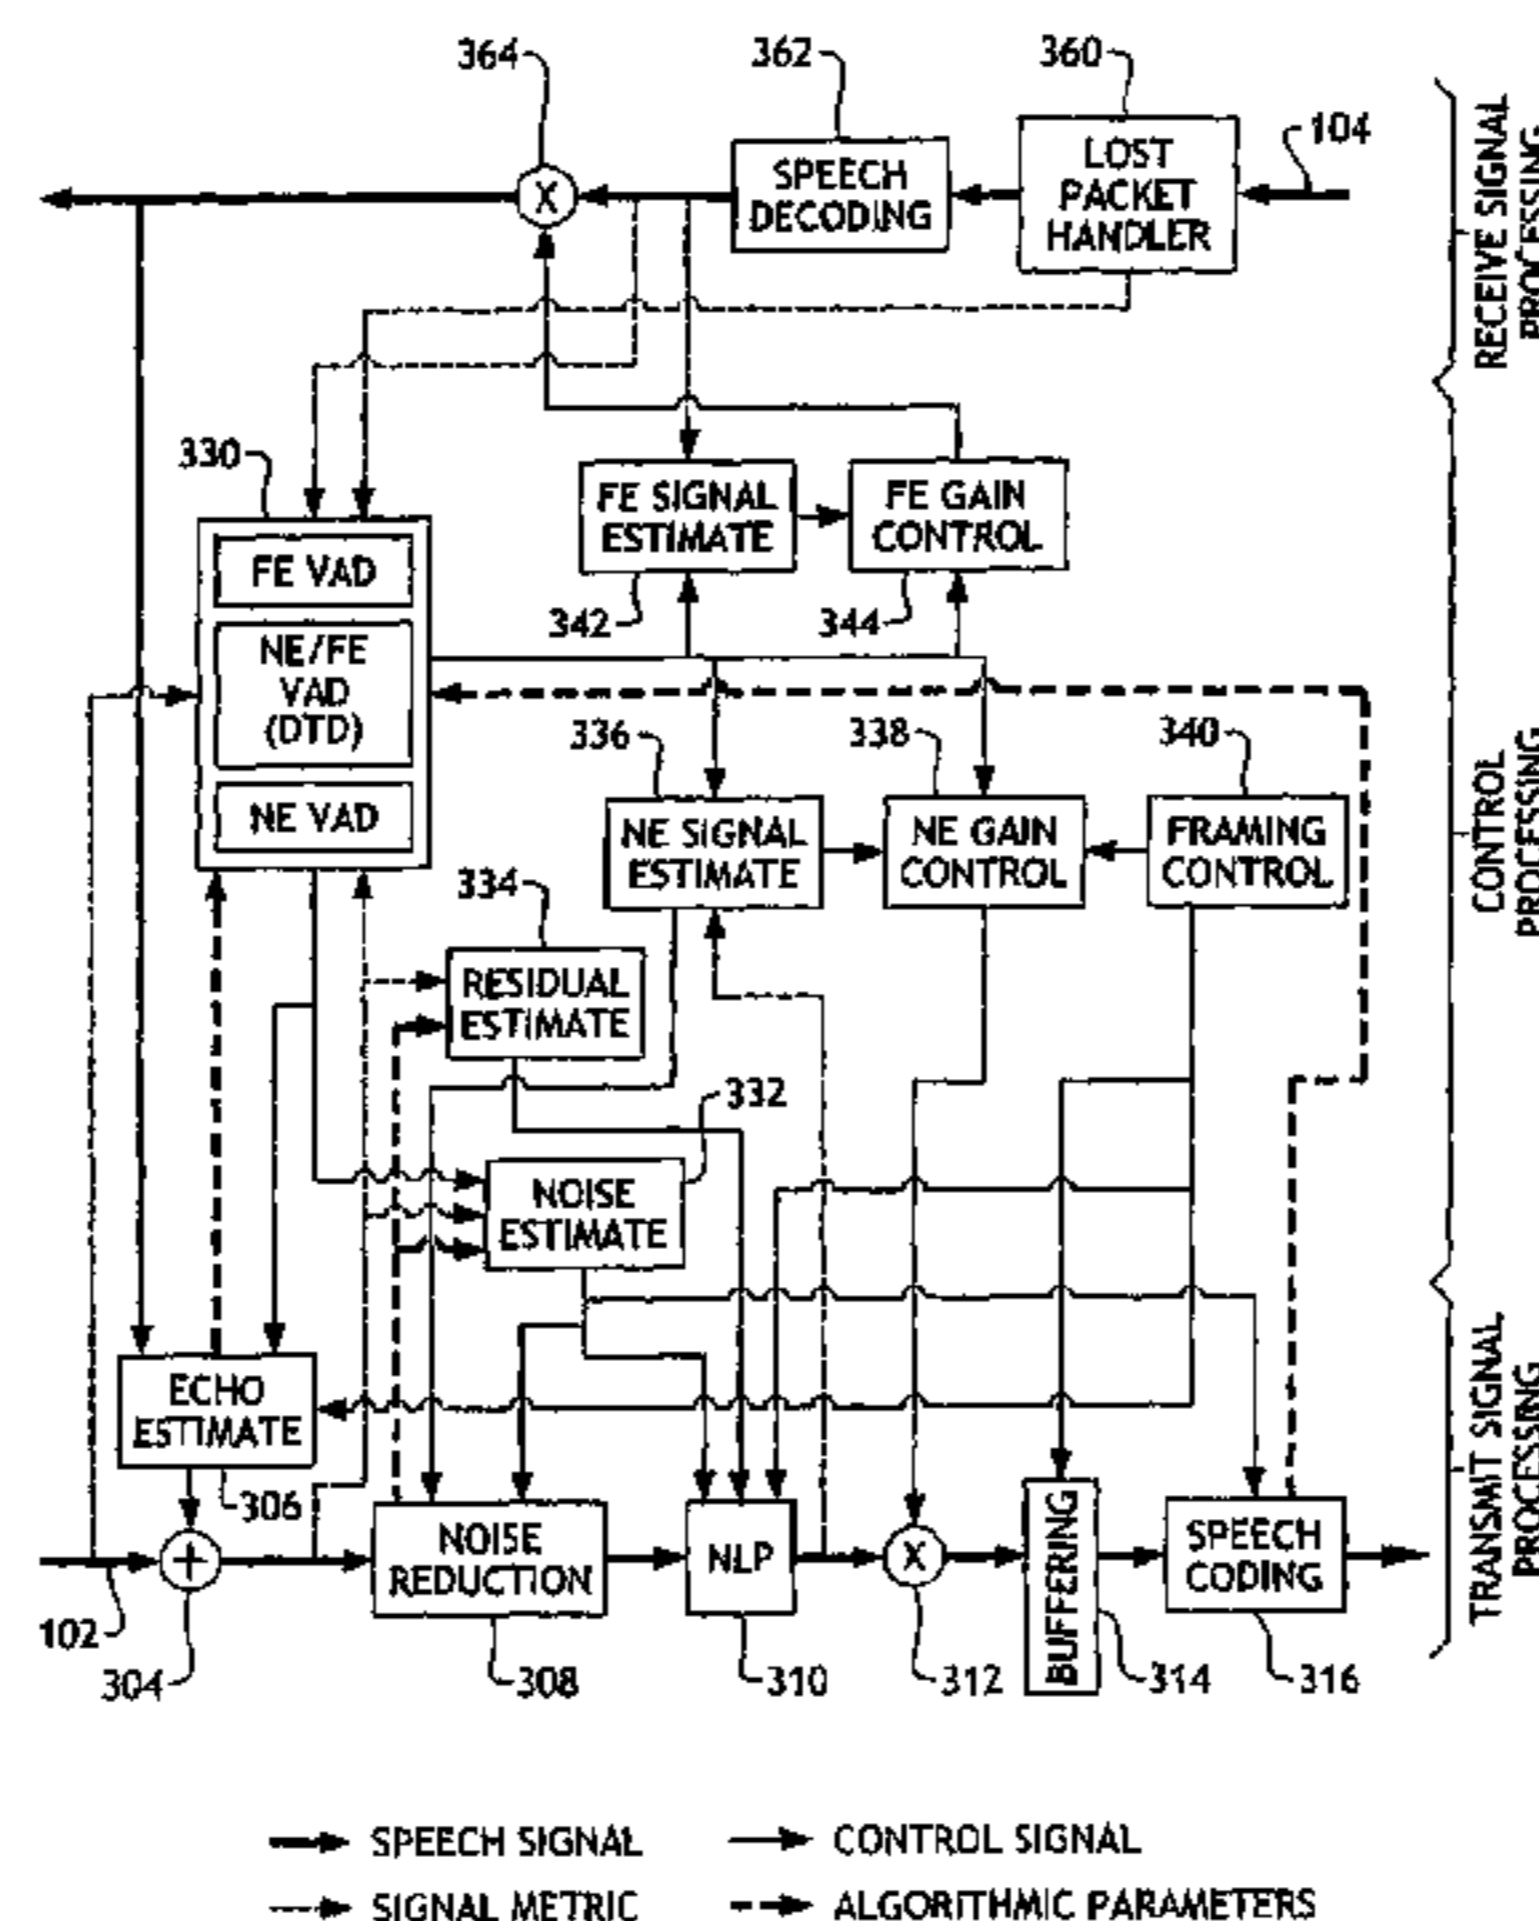 364
362
360
104
SPEECH
DECODING
LOST
PACKET
HANDLER
RECEIVE SIGNAL
PROCESSING
330
FE SIGNAL
ESTIMATE
FE GAIN
CONTROL
FE VAD
342
344
NE/FE
VAD
(DTD)
336
338
340
NE VAD
NE SIGNAL
ESTIMATE
NE GAIN
CONTROL
FRAMING
CONTROL
CONTROL
PROCESSING
334
RESIDUAL
ESTIMATE
332
NOISE
ESTIMATE
ECHO
ESTIMATE
306
NOISE
REDUCTION
NLP
BUFFERING
SPEECH
CODING
TRANSMIT SIGNAL
PROCESSING
102
304
308
310
312
314
316
SPEECH SIGNAL
CONTROL SIGNAL
SIGNAL METRIC
ALGORITHMIC PARAMETERS